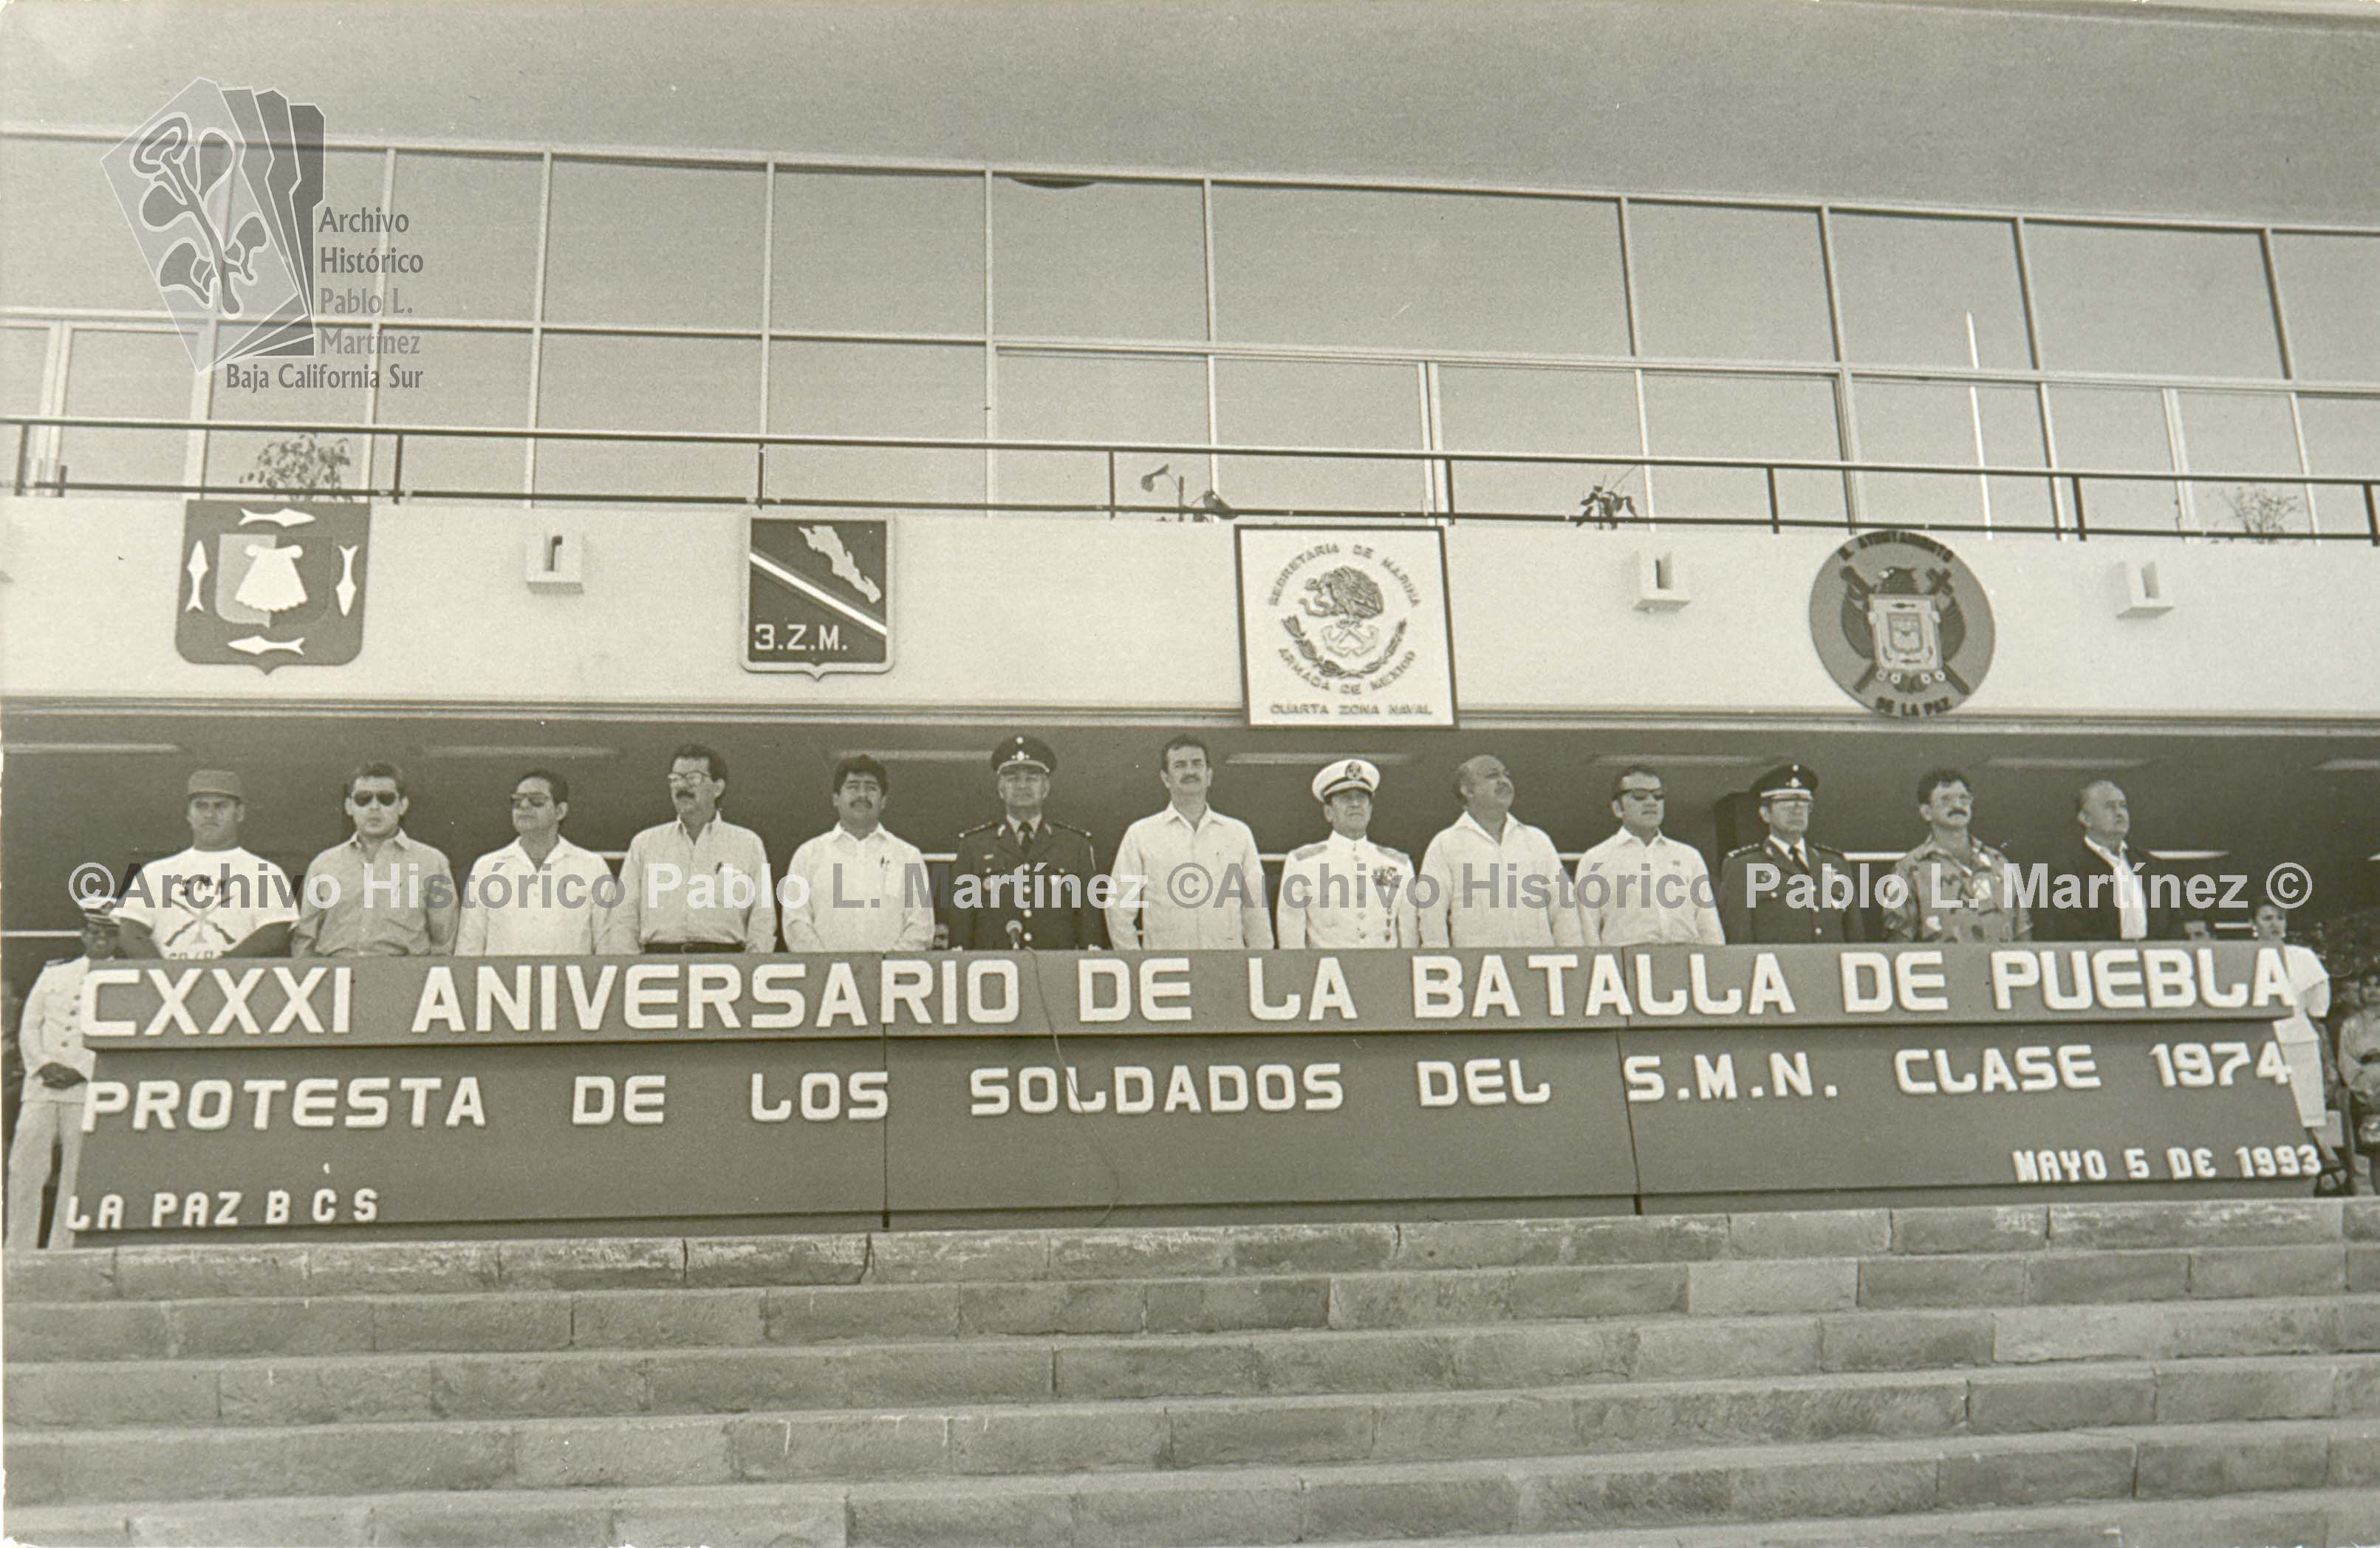 Archivo
Histórico
Pablo L.
Martínez
Baja California Sur
3.Z.M.
SECRETARIA DE MARINA
ARMADA DE MEXICO
CUARTA ZONA NAVAL
H. AYUNTAMIENTO
DE LA PAZ
©Archivo Histórico Pablo L. Martínez ©Archivo Histórico Pablo L. Martínez ©
CXXXI ANIVERSARIO DE LA BATALLA DE PUEBLA
PROTESTA DE LOS SOLDADOS DEL S.M.N. CLASE 1974
MAYO 5 DE 1993
LA PAZ B C S